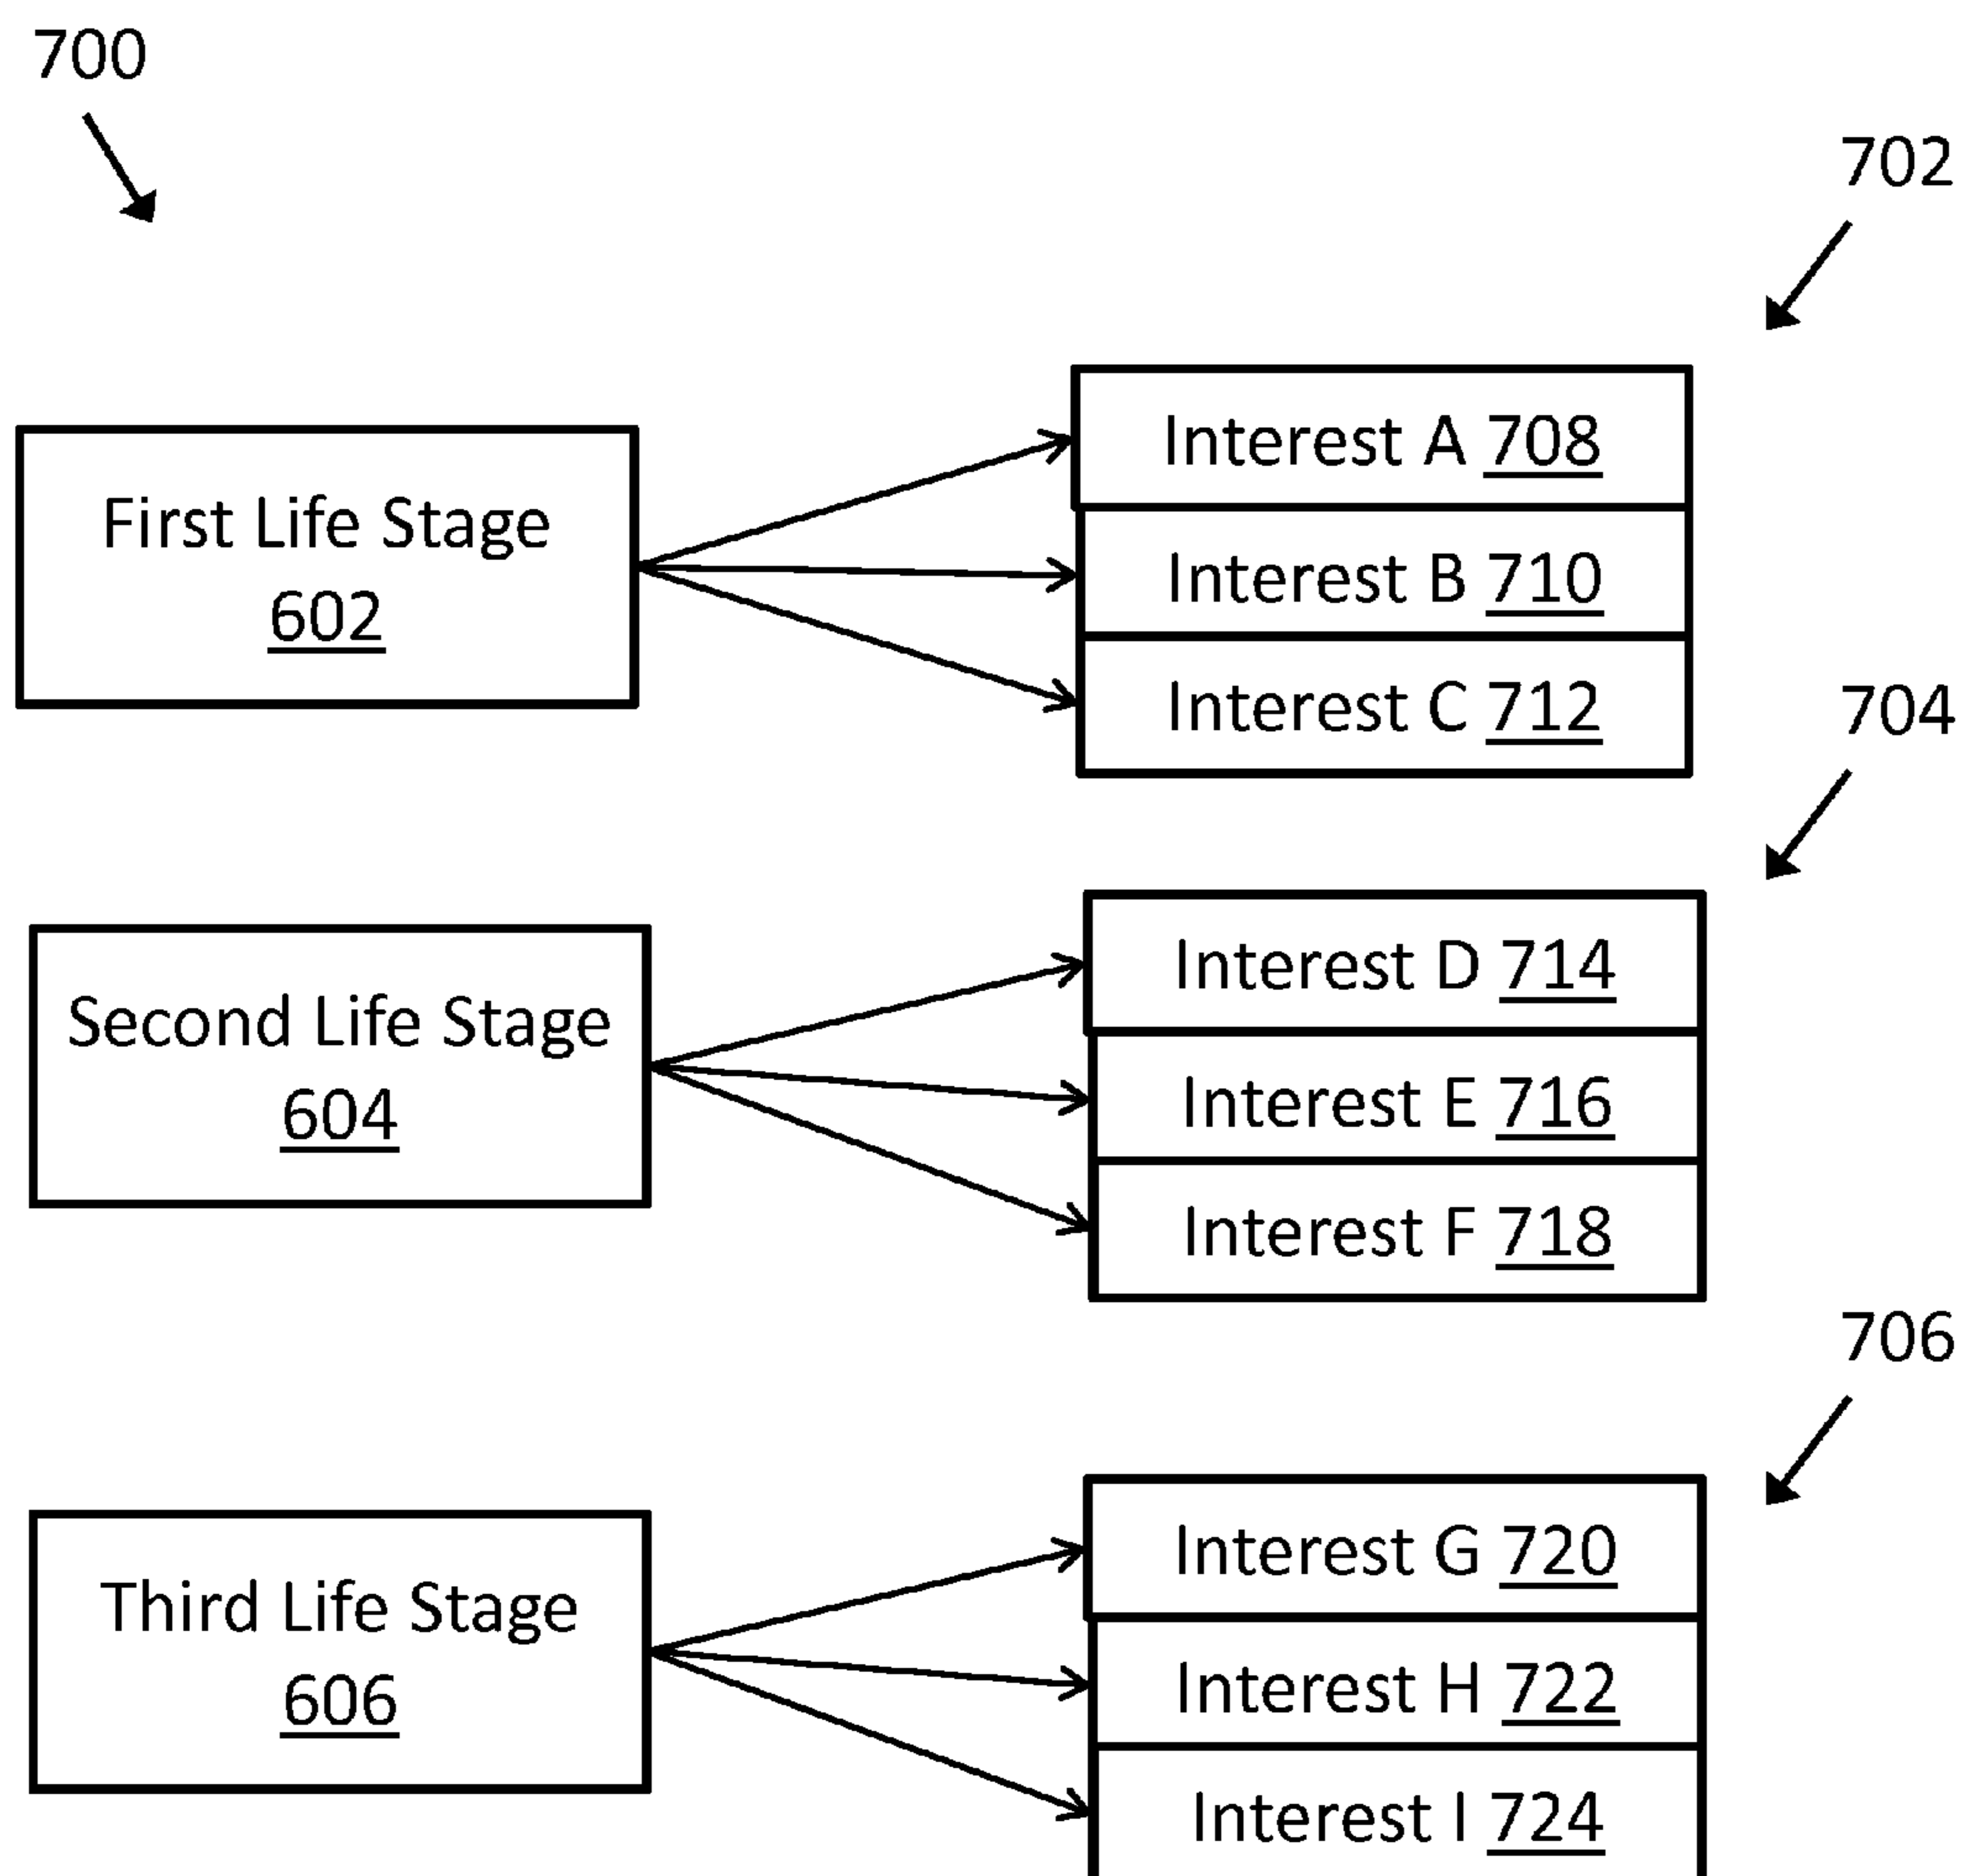 700
702
First Life Stage
602
Interest A 708
Interest B 710
Interest C 712
704
Second Life Stage
604
Interest D 714
Interest E 716
Interest F 718
706
Third Life Stage
606
Interest G 720
Interest H 722
Interest I 724